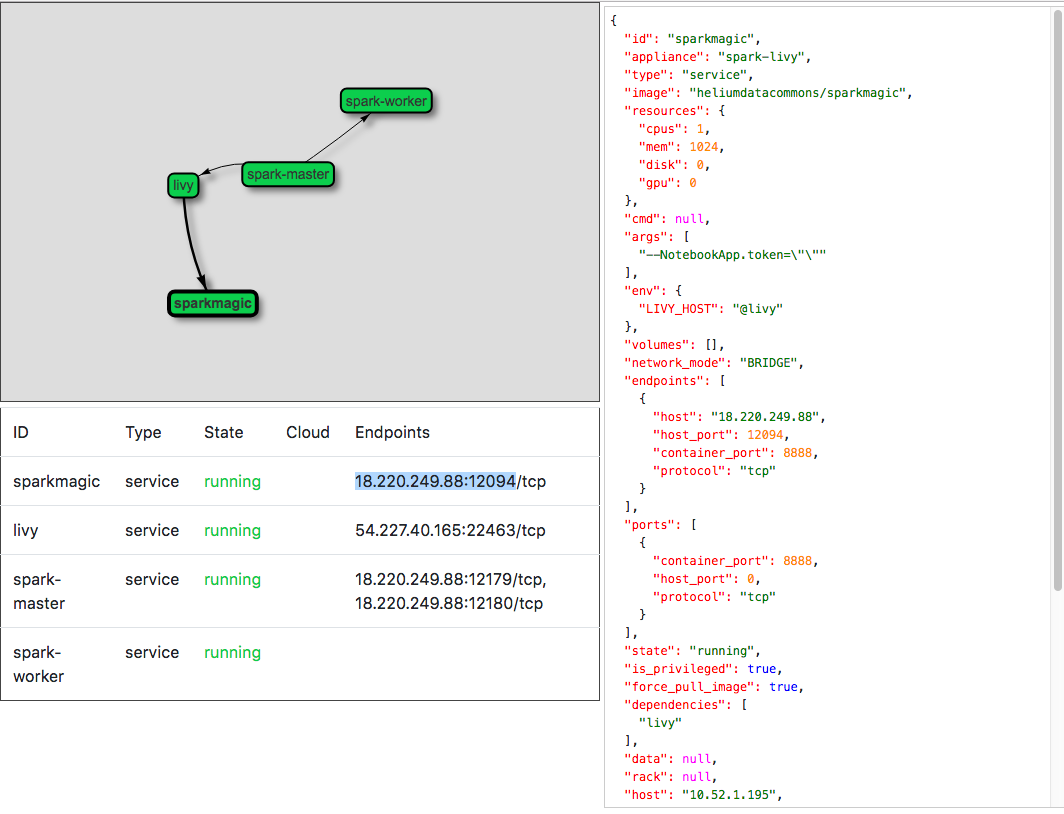 spark-worker
spark-master
livy
sparkmagic
ID Type State Cloud Endpoints
sparkmagic service running 18.220.249.88:12094/tcp
livy service running 54.227.40.165:22463/tcp
spark- service running 18.220.249.88:12179/tcp,
master 18.220.249.88:12180/tcp
spark- service running
worker
{
"id": "sparkmagic",
"appliance": "spark-livy",
"type": "service",
"image": "heliumdatacommons/sparkmagic",
"resources": {
"cpus": 1,
"mem": 1024,
"disk": 0,
"gpu": 0
},
"cmd": null,
"args": [
"--NotebookApp.token=\"\""
],
"env": {
"LIVY_HOST": "@livy"
},
"volumes": [],
"network_mode": "BRIDGE",
"endpoints": [
{
"host": "18.220.249.88",
"host_port": 12094,
"container_port": 8888,
"protocol": "tcp"
}
],
"ports": [
{
"container_port": 8888,
"host_port": 0,
"protocol": "tcp"
}
],
"state": "running",
"is_privileged": true,
"force_pull_image": true,
"dependencies": [
"livy"
],
"data": null,
"rack": null,
"host": "10.52.1.195",